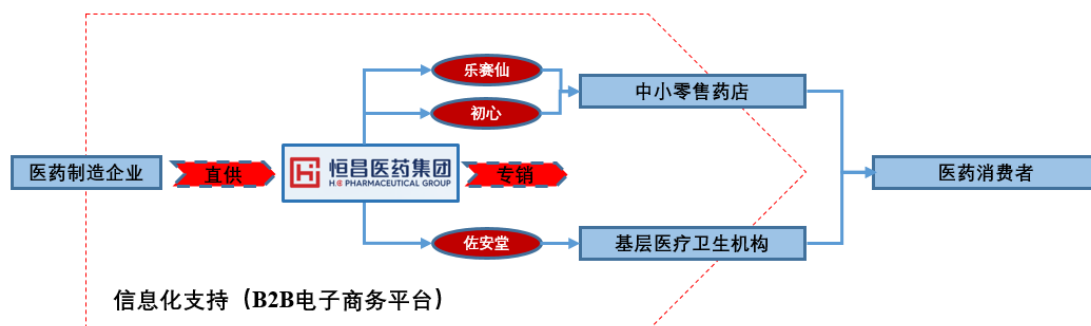 乐赛仙
中小零售药店
初心
医药制造企业
直供
恒昌医药集团
H.C PHARMACEUTICAL GROUP
专销
医药消费者
佐安堂
基层医疗卫生机构
信息化支持（B2B电子商务平台）